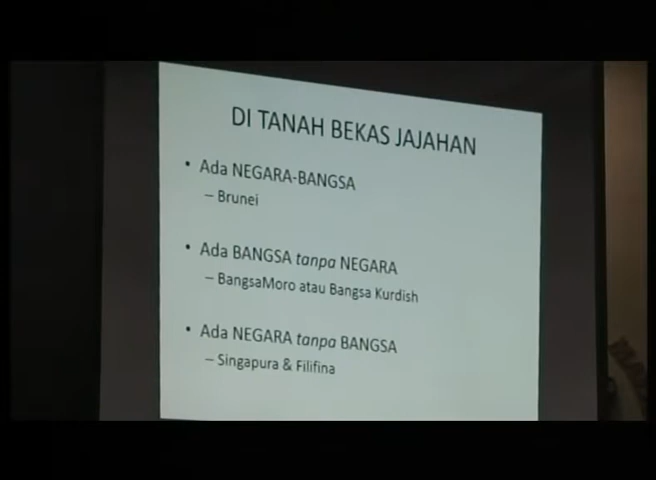 DI TANAH BEKAS JAJAHAN
• Ada NEGARA-BANGSA
– Brunei
• Ada BANGSA tanpa NEGARA
– BangsaMoro atau Bangsa Kurdish
• Ada NEGARA tanpa BANGSA
– Singapura & Filifina